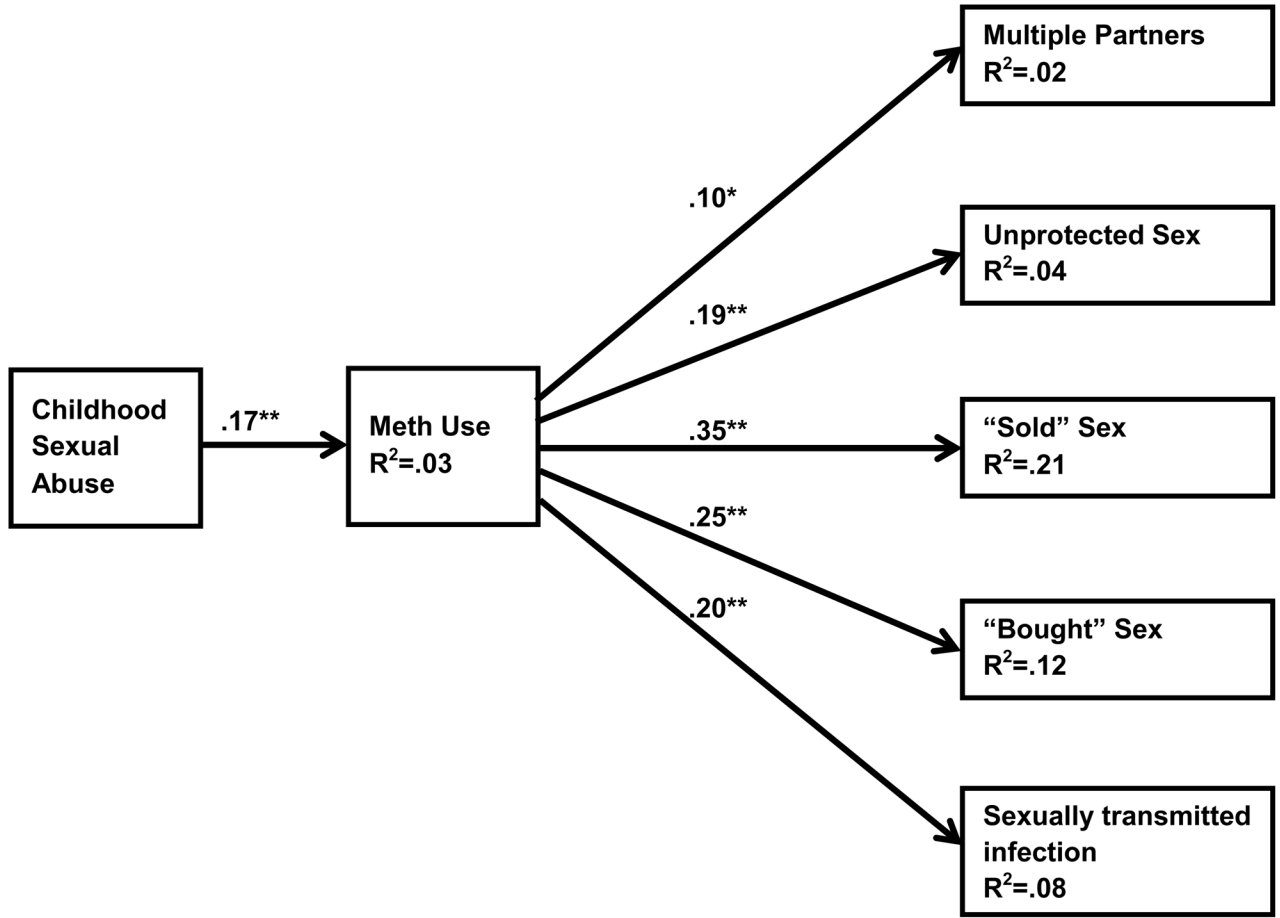 Multiple Partners
R²=.02
.10*
Unprotected Sex
R²=.04
.19**
Childhood
Sexual
Abuse
.17**
Meth Use
R²=.03
.35**
“Sold” Sex
R²=.21
.25**
“Bought” Sex
R²=.12
.20**
Sexually transmitted
infection
R²=.08